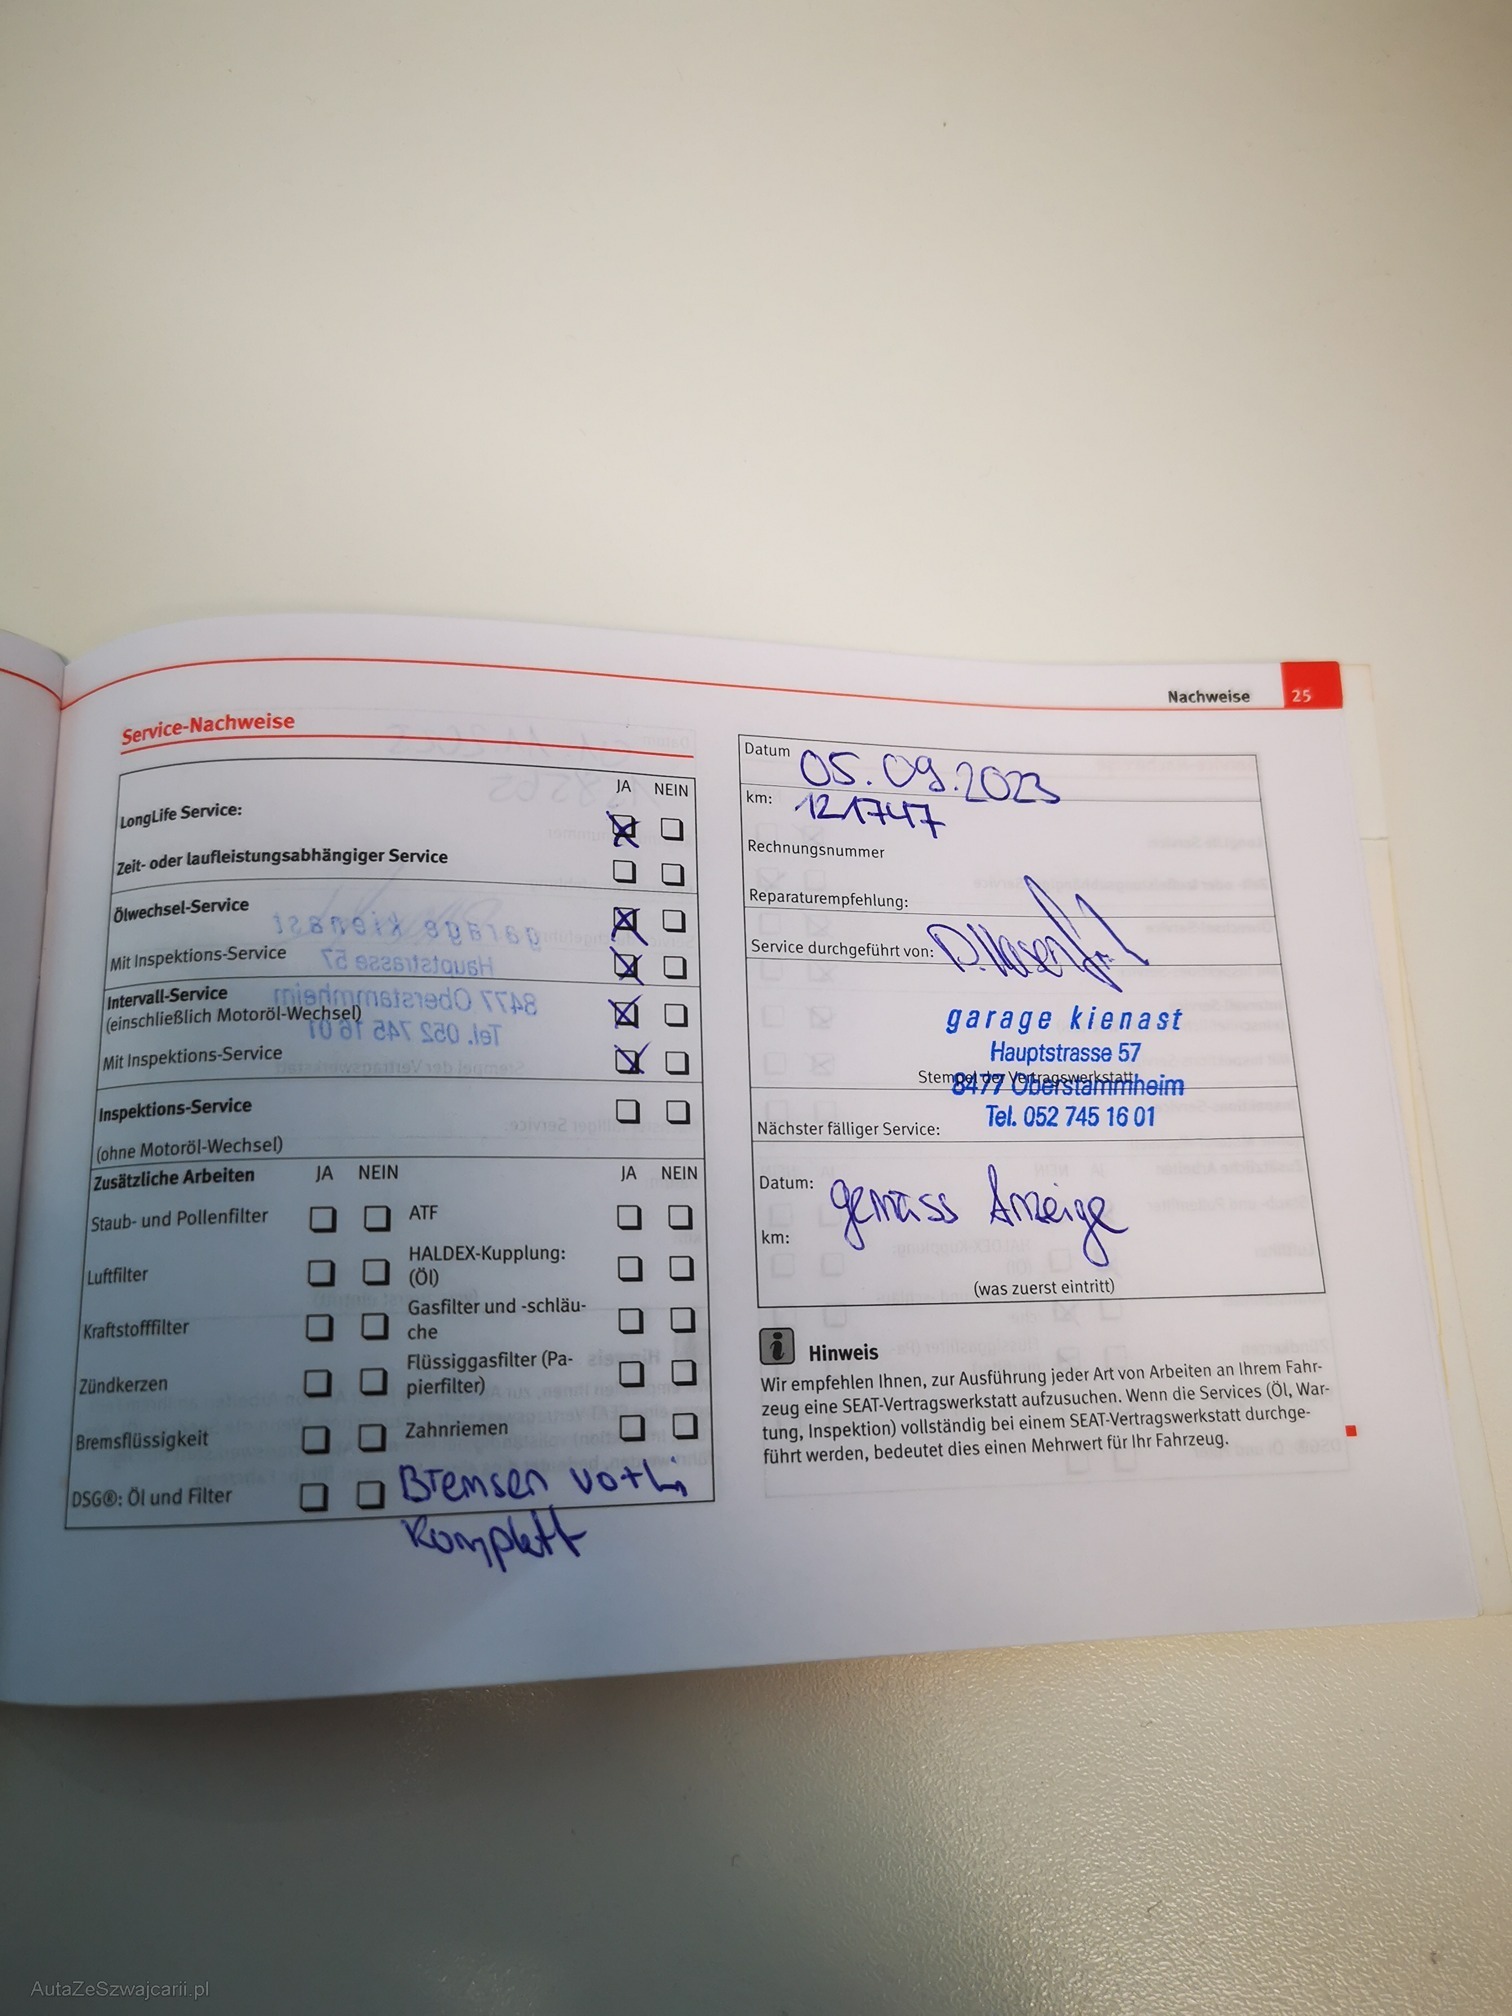 Nachweise 25
Service-Nachweise
JA NEIN
LongLife Service:
Zeit- oder laufleistungsabhängiger Service
Ölwechsel-Service
Mit Inspektions-Service
Intervall-Service
(einschließlich Motoröl-Wechsel)
Mit Inspektions-Service
Inspektions-Service
(ohne Motoröl-Wechsel)
Zusätzliche Arbeiten JA NEIN JA NEIN
Staub- und Pollenfilter ATF
Luftfilter HALDEX-Kupplung:
(Öl)
Kraftstofffilter Gasfilter und -schläu-
che
Zündkerzen Flüssiggasfilter (Pa-
pierfilter)
Bremsflüssigkeit Zahnriemen
DSG®: Öl und Filter Bremsen vo+hi
Komplett
Datum 05.09.2023
km: 121747
Rechnungsnummer
Reparaturempfehlung:
Service durchgeführt von:
garage kienast
Hauptstrasse 57
Stempel der Vertragswerkstatt
8477 Oberstammheim
Tel. 052 745 16 01
Nächster fälliger Service:
Datum: gemäss Anzeige
km:
(was zuerst eintritt)
i Hinweis
Wir empfehlen Ihnen, zur Ausführung jeder Art von Arbeiten an Ihrem Fahr-
zeug eine SEAT-Vertragswerkstatt aufzusuchen. Wenn die Services (Öl, War-
tung, Inspektion) vollständig bei einem SEAT-Vertragswerkstatt durchge-
führt werden, bedeutet dies einen Mehrwert für Ihr Fahrzeug.
AutaZeSzwajcarii.pl